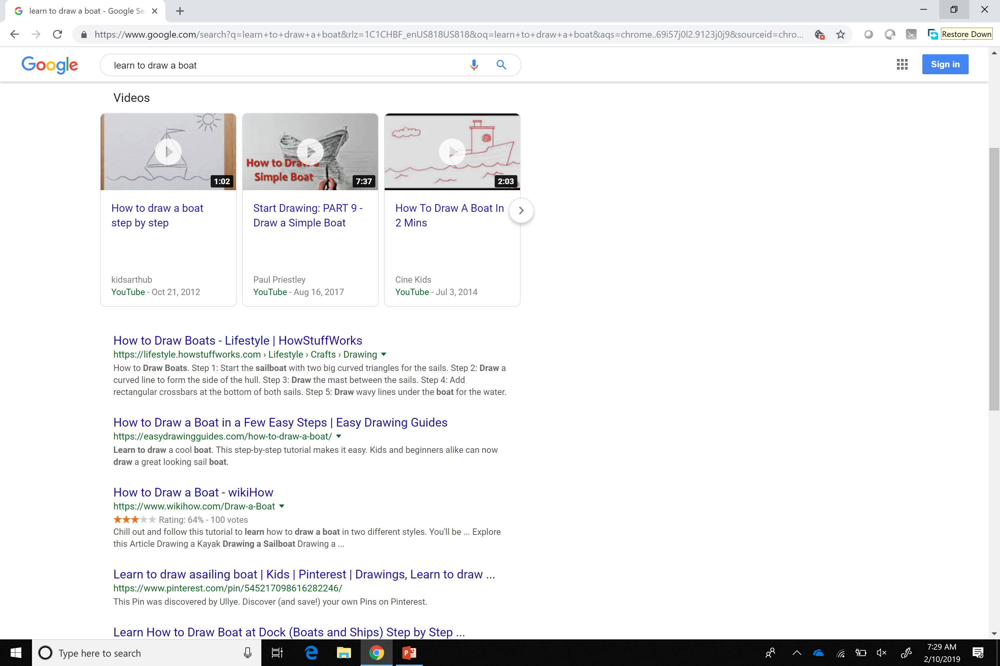 learn to draw a boat - Google Se
https://www.google.com/search?q=learn+to+draw+a+boat&rlz=1C1CHBF_enUS818US818&oq=learn+to+draw+a+boat&aqs=chrome..69i57j0l2.9123j0j9&sourceid=chro...
Restore Down
Google
learn to draw a boat
Sign in
Videos
1:02
How to Draw a
Simple Boat
7:37
2:03
How to draw a boat
step by step
kidsarthub
YouTube - Oct 21, 2012
Start Drawing: PART 9 -
Draw a Simple Boat
Paul Priestley
YouTube - Aug 16, 2017
How To Draw A Boat In
2 Mins
Cine Kids
YouTube - Jul 3, 2014
How to Draw Boats - Lifestyle | HowStuffWorks
https://lifestyle.howstuffworks.com › Lifestyle › Crafts › Drawing
How to Draw Boats. Step 1: Start the sailboat with two big curved triangles for the sails. Step 2: Draw a
curved line to form the side of the hull. Step 3: Draw the mast between the sails. Step 4: Add
rectangular crossbars at the bottom of both sails. Step 5: Draw wavy lines under the boat for the water.
How to Draw a Boat in a Few Easy Steps | Easy Drawing Guides
https://easydrawingguides.com/how-to-draw-a-boat/
Learn to draw a cool boat. This step-by-step tutorial makes it easy. Kids and beginners alike can now
draw a great looking sail boat.
How to Draw a Boat - wikiHow
https://www.wikihow.com/Draw-a-Boat
Rating: 64% - 100 votes
Chill out and follow this tutorial to learn how to draw a boat in two different styles. You'll be ... Explore
this Article Drawing a Kayak Drawing a Sailboat Drawing a ...
Learn to draw asailing boat | Kids | Pinterest | Drawings, Learn to draw ...
https://www.pinterest.com/pin/545217098616282246/
This Pin was discovered by Ullye. Discover (and save!) your own Pins on Pinterest.
Learn How to Draw Boat at Dock (Boats and Ships) Step by Step ...
Type here to search
7:29 AM
2/10/2019